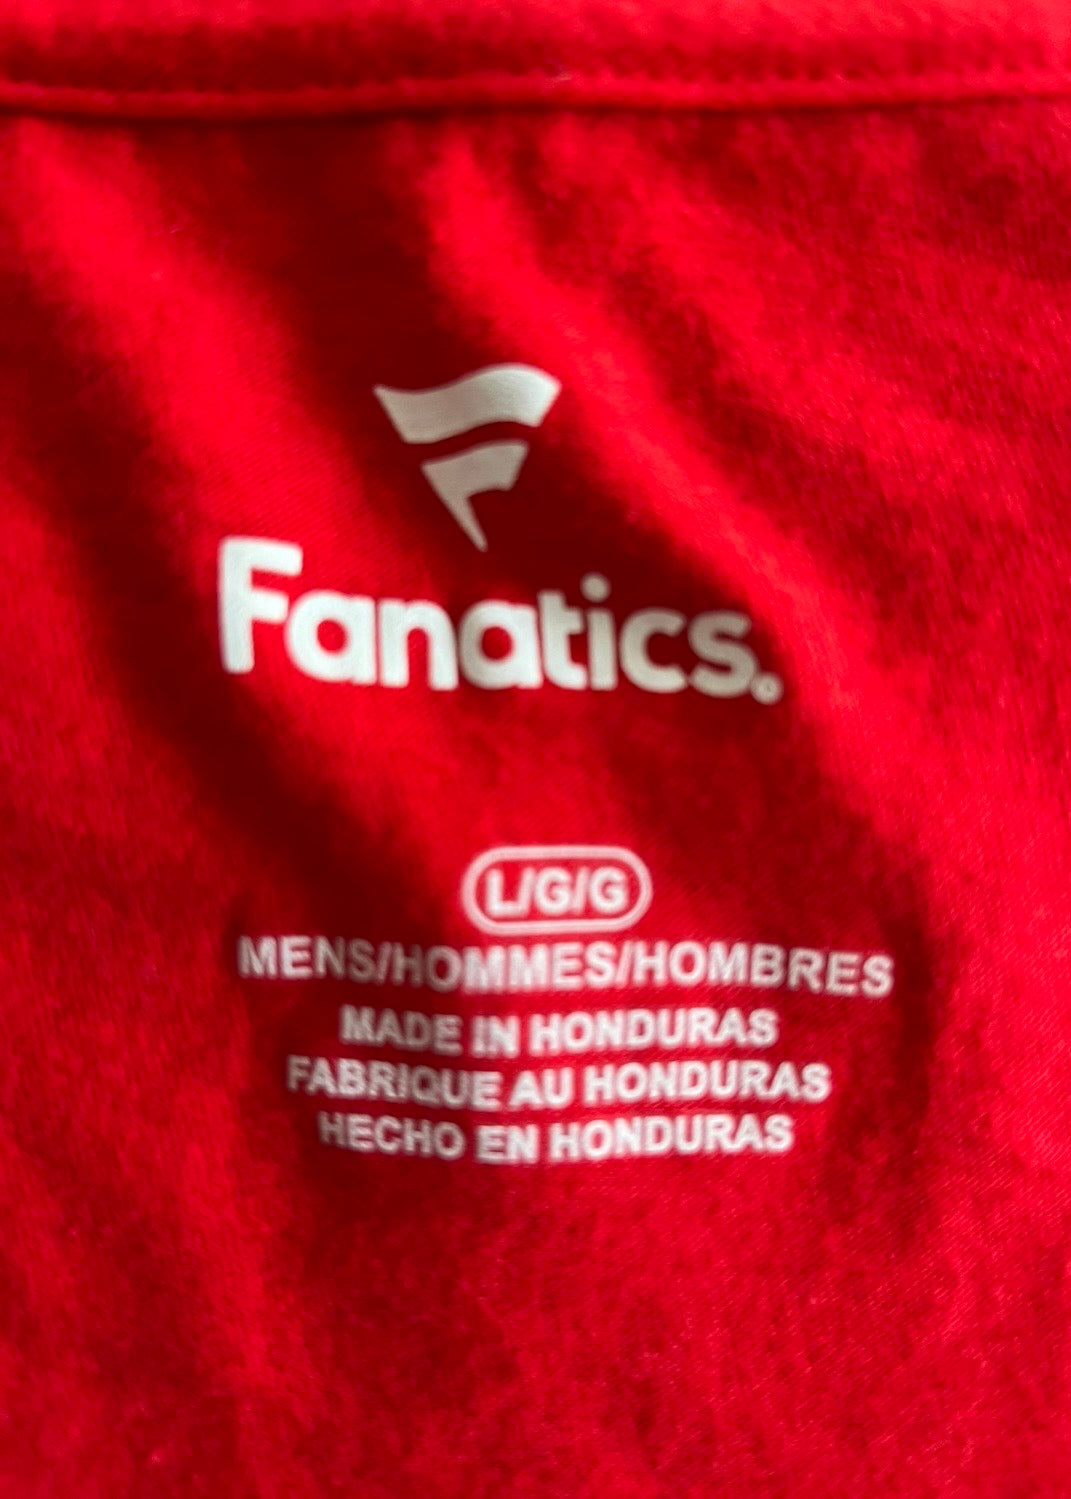 Fanatics®
L/G/G
MENS/HOMMES/HOMBRES
MADE IN HONDURAS
FABRIQUE AU HONDURAS
HECHO EN HONDURAS